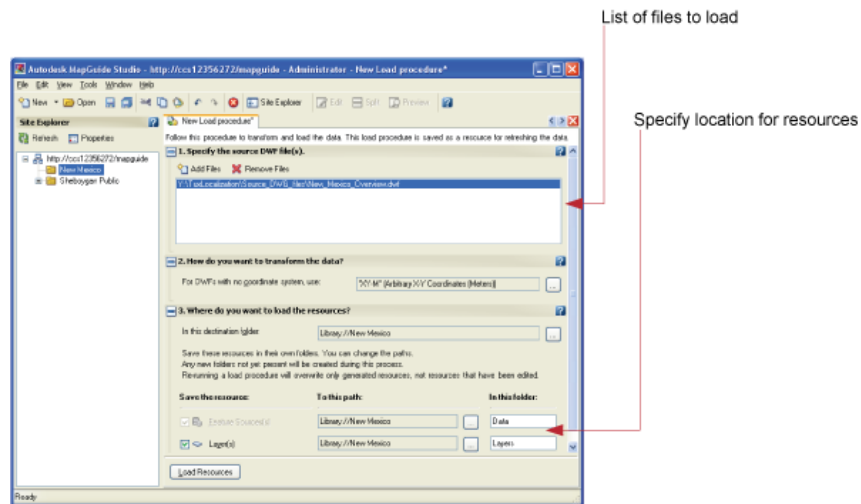 List of files to load
Autodesk MapGuide Studio - http://ccs12356272/mapguide - Administrator - New Load procedure*
File Edit View Tools Window Help
New Open Site Explorer Edit Split Preview
Site Explorer
New Load procedure*
Refresh Properties
Follow this procedure to transform and load the data. This load procedure is saved as a resource for refreshing the data.
http://ccs12356272/mapguide
New Mexico
Sheboygan Public
1. Specify the source DWF file(s).
Add Files Remove Files
Y:\ToxLocalization\Source_DWG_files\New_Mexico_Overview.dwf
2. How do you want to transform the data?
For DWFs with no coordinate system, use: "XY-M" (Arbitrary X-Y Coordinates (Meters))
...
3. Where do you want to load the resources?
In this destination folder: Library://New Mexico
...
Save these resources in their own folders. You can change the paths.
Any new folders not yet present will be created during this process.
Re-running a load procedure will overwrite only generated resources, not resources that have been edited.
Save the resource: To this path: In this folder:
Feature Source(s) Library://New Mexico ... Data
Layer(s) Library://New Mexico ... Layers
Load Resources
Ready
Specify location for resources